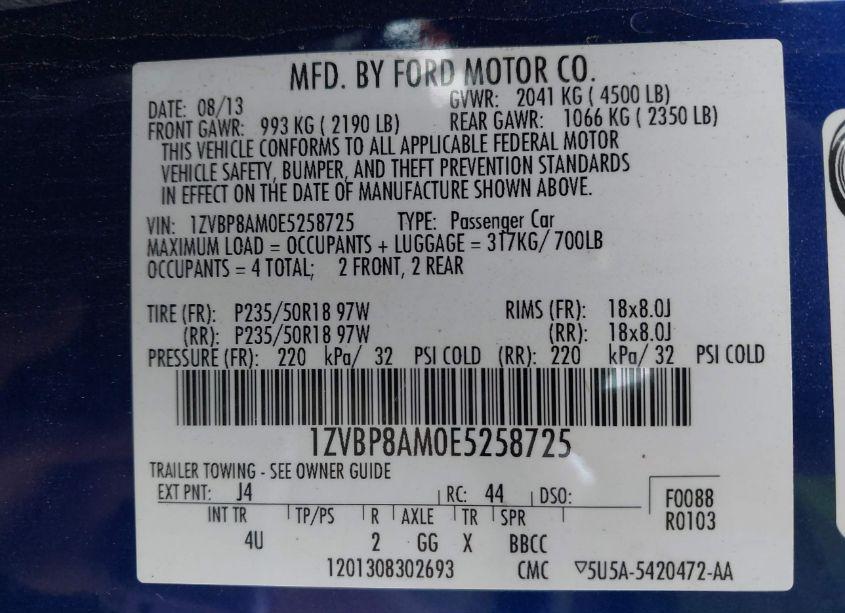 MFD. BY FORD MOTOR CO.
DATE: 08/13 GVWR: 2041 KG ( 4500 LB)
FRONT GAWR: 993 KG ( 2190 LB) REAR GAWR: 1066 KG ( 2350 LB)
THIS VEHICLE CONFORMS TO ALL APPLICABLE FEDERAL MOTOR
VEHICLE SAFETY, BUMPER, AND THEFT PREVENTION STANDARDS
IN EFFECT ON THE DATE OF MANUFACTURE SHOWN ABOVE.
VIN: 1ZVBP8AM0E5258725 TYPE: Passenger Car
MAXIMUM LOAD = OCCUPANTS + LUGGAGE = 317KG/ 700LB
OCCUPANTS = 4 TOTAL; 2 FRONT, 2 REAR
TIRE (FR): P235/50R18 97W RIMS (FR): 18x8.0J
(RR): P235/50R18 97W (RR): 18x8.0J
PRESSURE (FR): 220 kPa/ 32 PSI COLD (RR): 220 kPa/ 32 PSI COLD
1ZVBP8AM0E5258725
TRAILER TOWING - SEE OWNER GUIDE
EXT PNT: J4 RC: 44 DSO: F0088
INT TR TP/PS R AXLE TR SPR R0103
4U 2 GG X BBCC
1201308302693 CMC ▽5U5A-5420472-AA